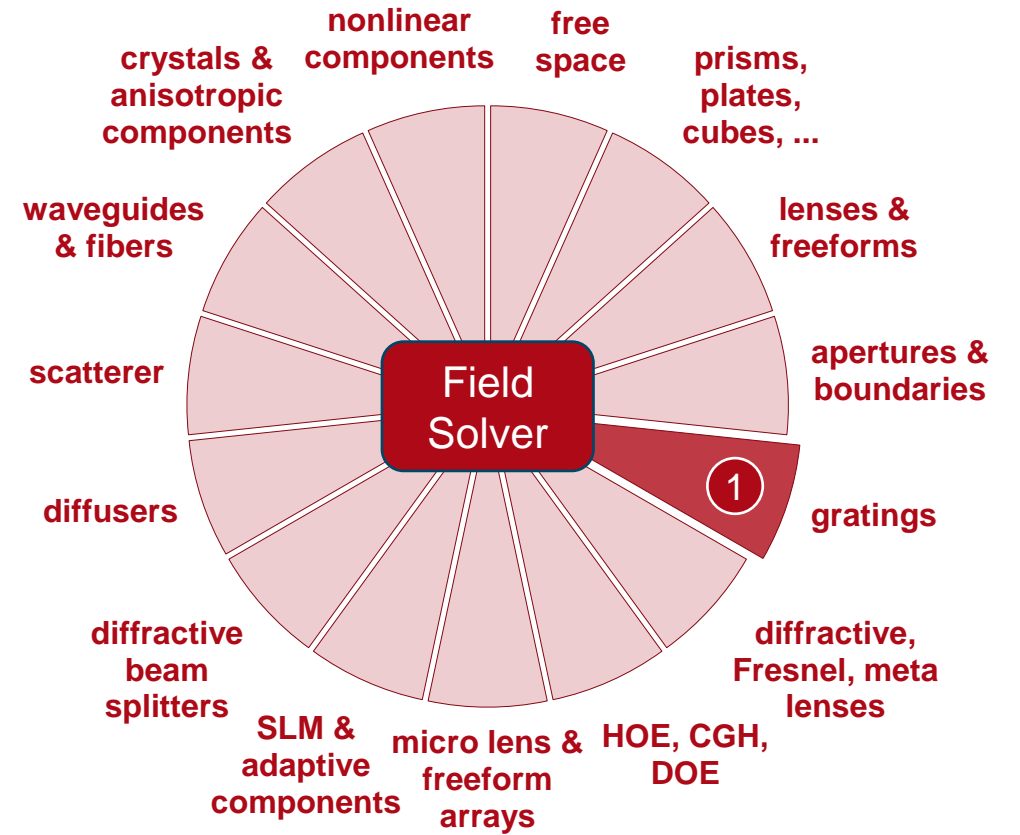 nonlinear
components
free
space
prisms,
plates,
cubes, ...
lenses &
freeforms
apertures &
boundaries
1
gratings
diffractive,
Fresnel, meta
lenses
HOE, CGH,
DOE
micro lens &
freeform
arrays
SLM &
adaptive
components
diffractive
beam
splitters
diffusers
scatterer
waveguides
& fibers
crystals &
anisotropic
components
Field
Solver